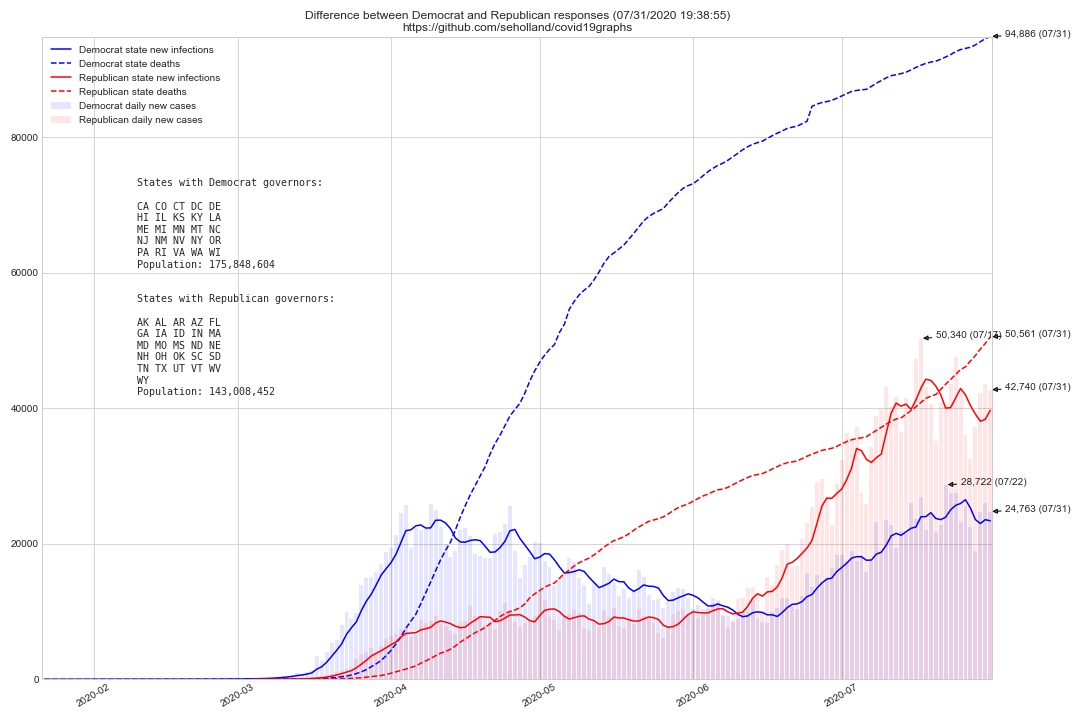 Difference between Democrat and Republican responses (07/31/2020 19:38:55)
https://github.com/seholland/covid19graphs
Democrat state new infections
Democrat state deaths
Republican state new infections
Republican state deaths
Democrat daily new cases
Republican daily new cases
94,886 (07/31)
80000
States with Democrat governors:
CA CO CT DC DE
HI IL KS KY LA
ME MI MN MT NC
NJ NM NV NY OR
PA RI VA WA WI
Population: 175,848,604
60000
States with Republican governors:
AK AL AR AZ FL
GA IA ID IN MA
MD MO MS ND NE
NH OH OK SC SD
TN TX UT VT WV
WY
Population: 143,008,452
50,340 (07/17)
50,561 (07/31)
42,740 (07/31)
40000
28,722 (07/22)
24,763 (07/31)
20000
0
2020-02
2020-03
2020-04
2020-05
2020-06
2020-07